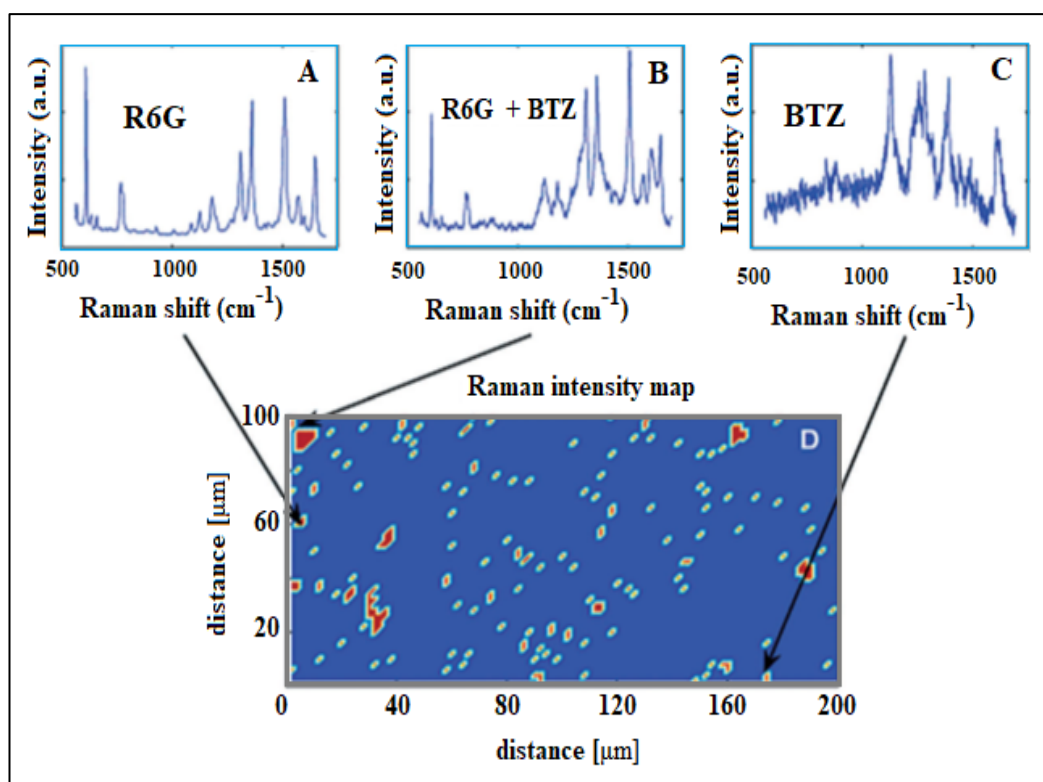 A
R6G
Intensity (a.u.)
500 1000 1500
Raman shift (cm-1)
B
R6G + BTZ
Intensity (a.u.)
500 1000 1500
Raman shift (cm-1)
C
BTZ
Intensity (a.u.)
500 1000 1500
Raman shift (cm-1)
Raman intensity map
D
100
60
20
distance [µm]
0 40 80 120 160 200
distance [µm]